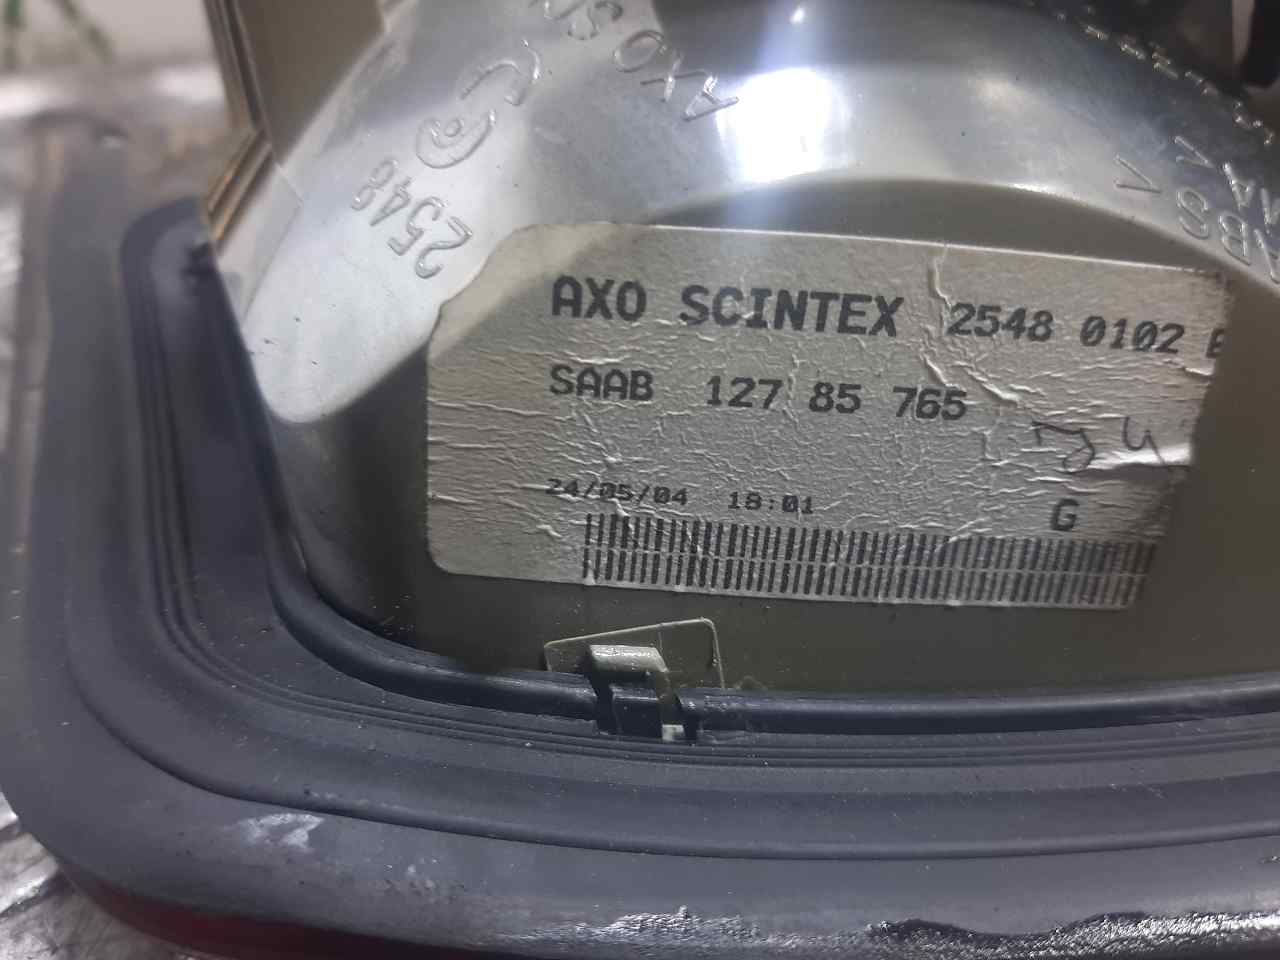 AXO SC
2548
AXO SCINTEX 2548 0102
SAAB 127 85 765
24/05/04 18:01
G